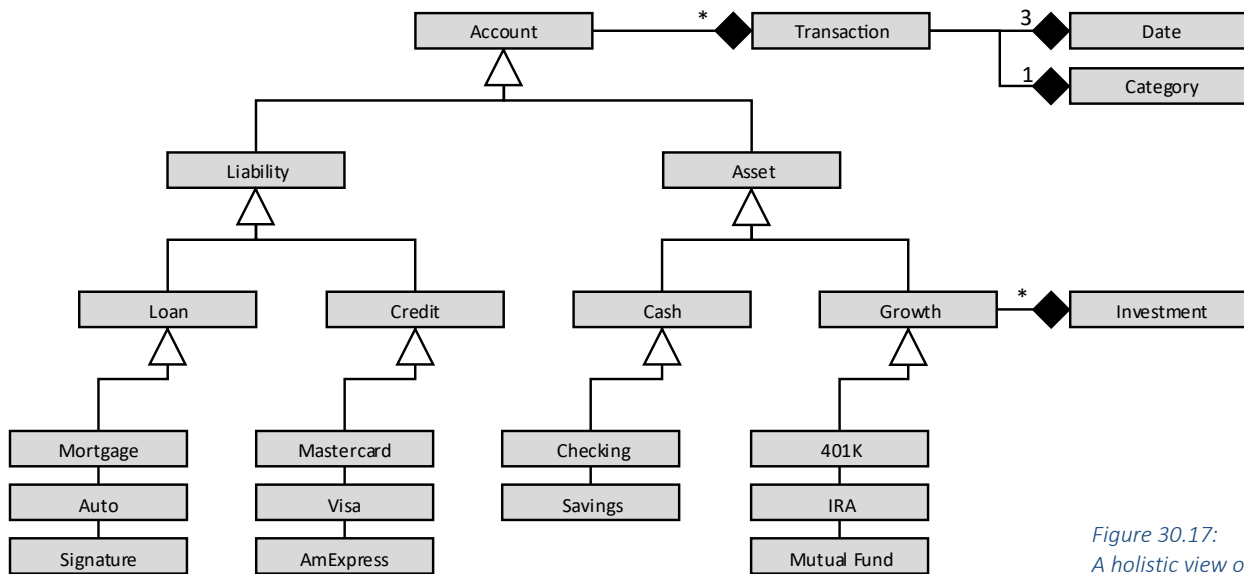 Account
*
Transaction
3
Date
1
Category
Liability
Asset
Loan
Credit
Cash
Growth
*
Investment
Mortgage
Mastercard
Checking
401K
Auto
Visa
Savings
IRA
Signature
AmExpress
Mutual Fund
Figure 30.17:
A holistic view o